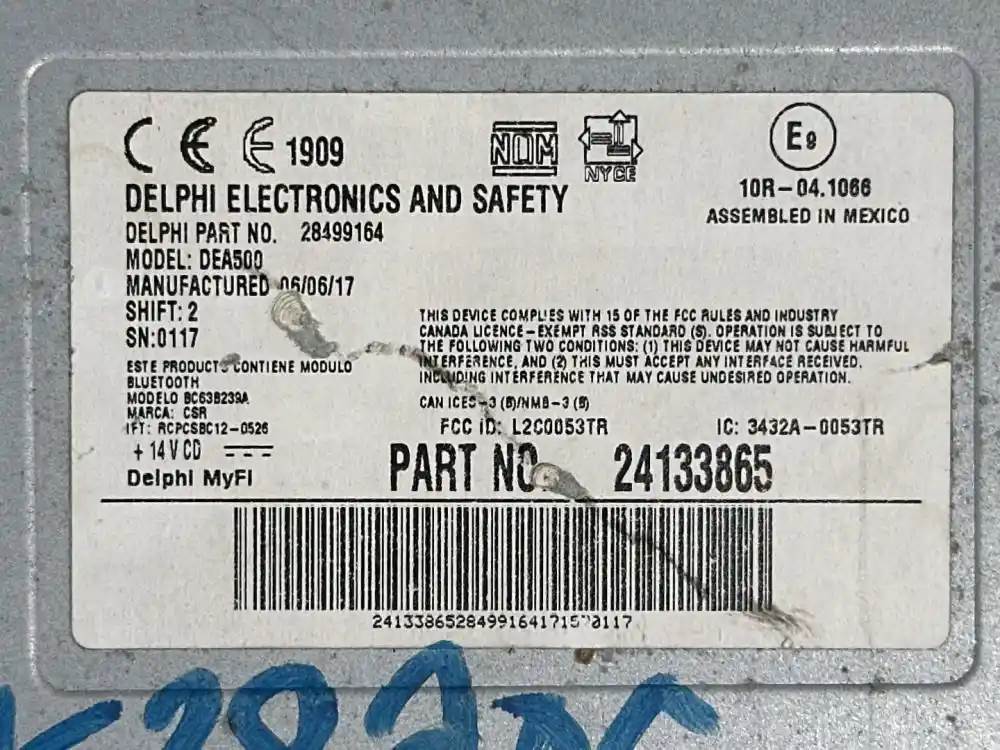 CE 1909
NOM
NYCE
E9
10R-04.1066
ASSEMBLED IN MEXICO
DELPHI ELECTRONICS AND SAFETY
DELPHI PART NO. 28499164
MODEL: DEA500
MANUFACTURED 06/06/17
SHIFT: 2
SN:0117
ESTE PRODUCTO CONTIENE MODULO
BLUETOOTH
MODELO BC63B239A
MARCA: CSR
IFT: RCPCSBC12-0526
+14VCD
Delphi MyFi
THIS DEVICE COMPLIES WITH 15 OF THE FCC RULES AND INDUSTRY
CANADA LICENCE-EXEMPT RSS STANDARD (S). OPERATION IS SUBJECT TO
THE FOLLOWING TWO CONDITIONS: (1) THIS DEVICE MAY NOT CAUSE HARMFUL
INTERFERENCE, AND (2) THIS MUST ACCEPT ANY INTERFACE RECEIVED.
INCLUDING INTERFERENCE THAT MAY CAUSE UNDESIRED OPERATION.
CAN ICES-3 (B)/NMB-3 (B)
FCC ID: L2C0053TR IC: 3432A-0053TR
PART NO. 24133865